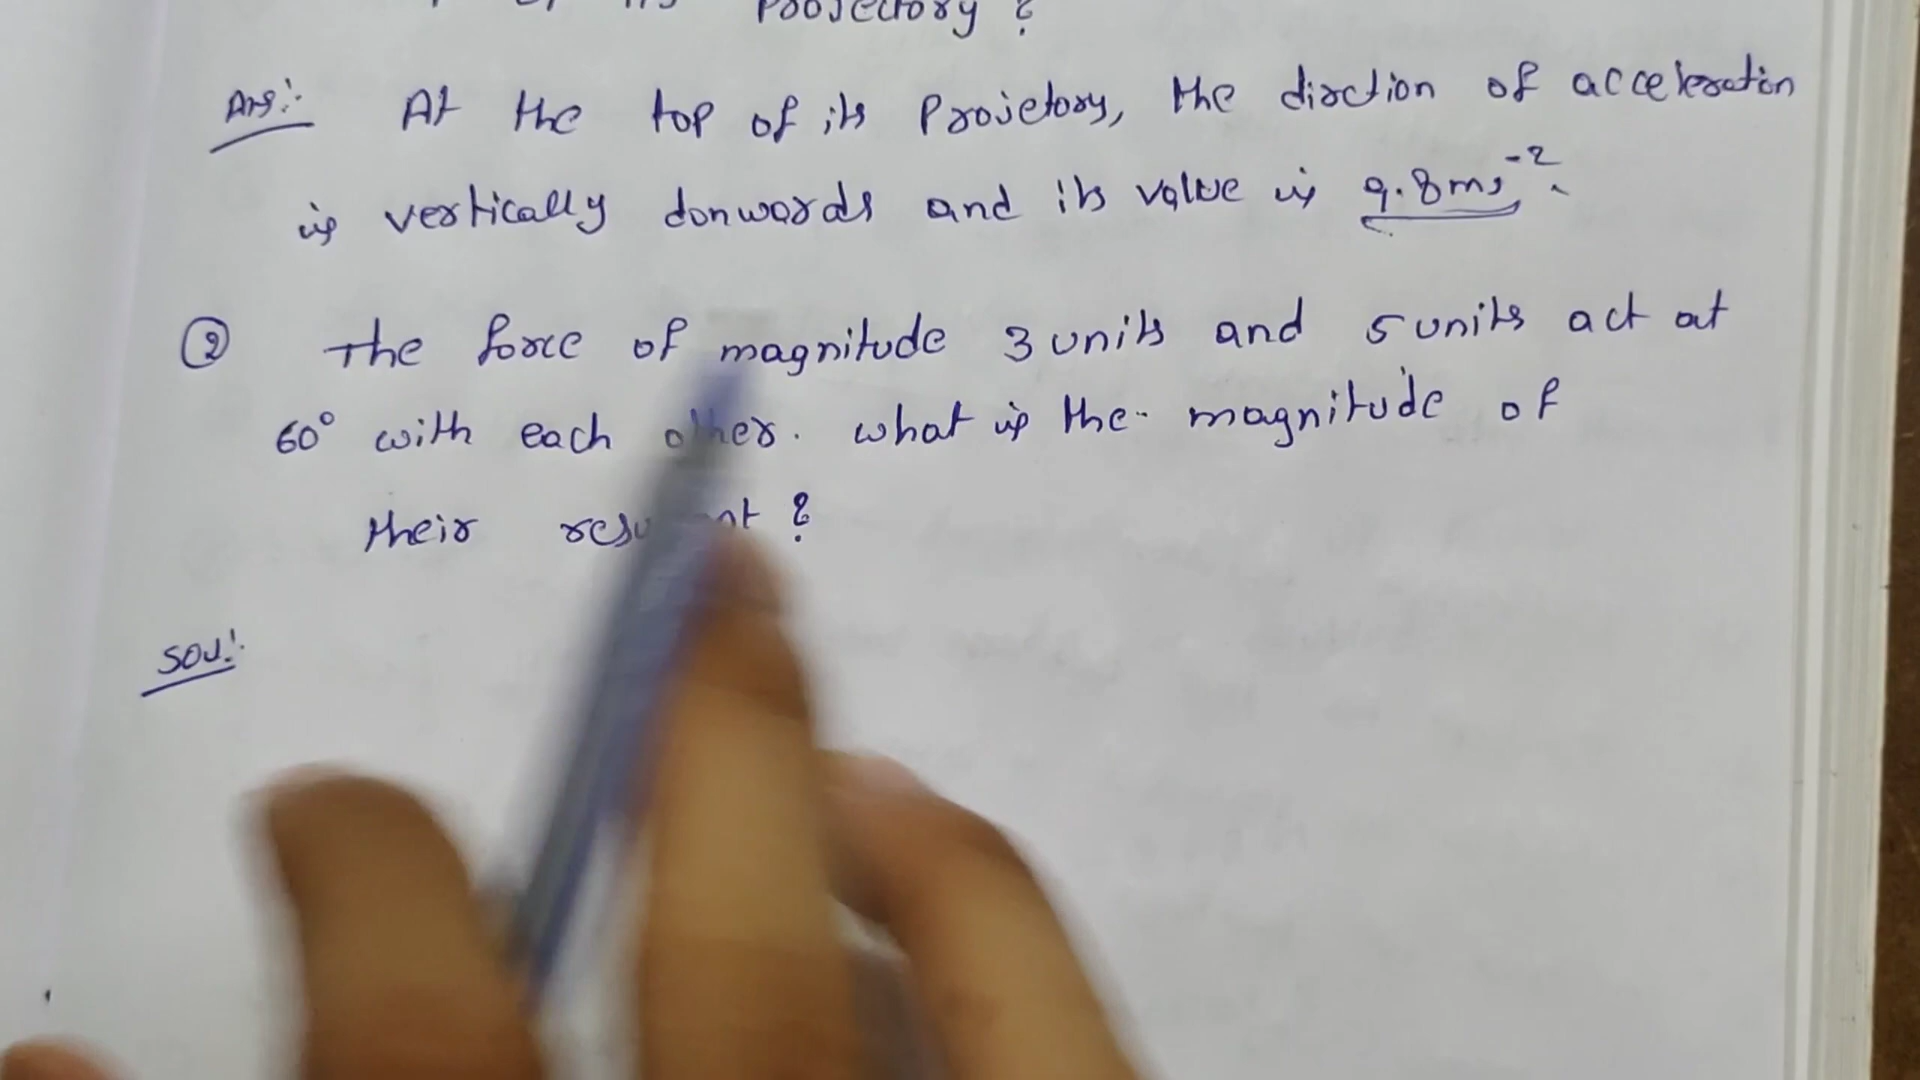 Projectory ?
Ans:- At the top of its Projetory, the dirction of acceleration
is vertically donwards and its value is 9.8ms⁻².
② The force of magnitude 3 units and 5 units act at
60° with each other. what is the magnitude of
their ?
Sol:-